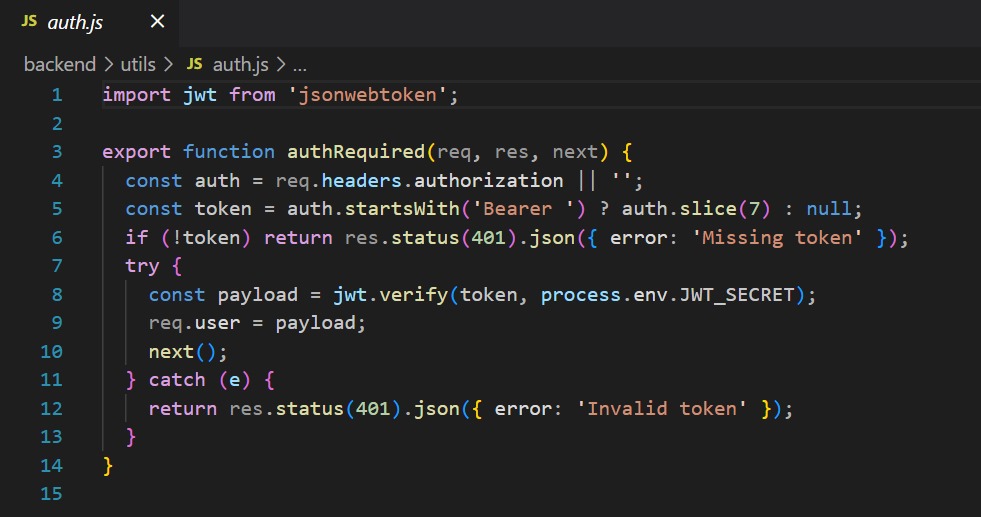 JS auth.js ×
backend > utils > JS auth.js > ...
1 import jwt from 'jsonwebtoken';
2
3 export function authRequired(req, res, next) {
4   const auth = req.headers.authorization || '';
5   const token = auth.startsWith('Bearer ') ? auth.slice(7) : null;
6   if (!token) return res.status(401).json({ error: 'Missing token' });
7   try {
8     const payload = jwt.verify(token, process.env.JWT_SECRET);
9     req.user = payload;
10     next();
11   } catch (e) {
12     return res.status(401).json({ error: 'Invalid token' });
13   }
14 }
15